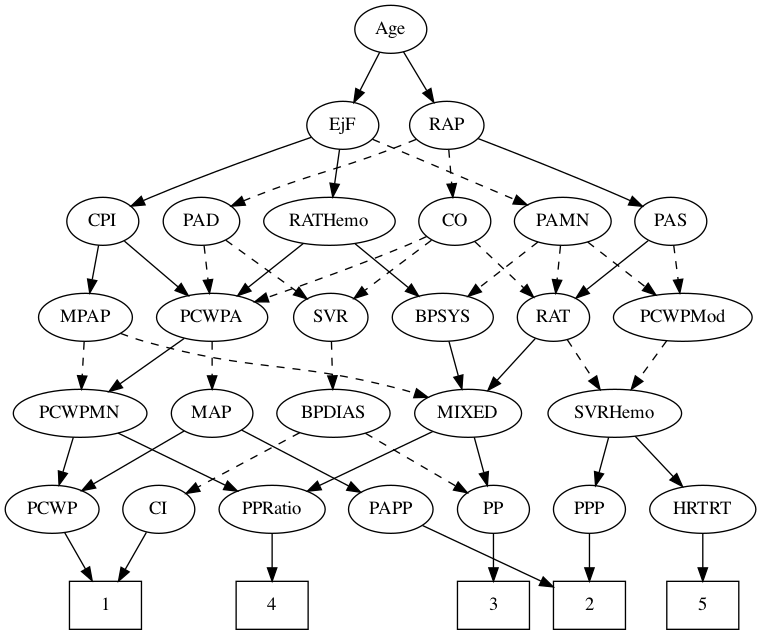 Age
EjF RAP
CPI PAD RATHemo CO PAMN PAS
MPAP PCWPA SVR BPSYS RAT PCWPMod
PCWPMN MAP BPDIAS MIXED SVRHemo
PCWP CI PPRatio PAPP PP PPP HRTRT
1 4 3 2 5